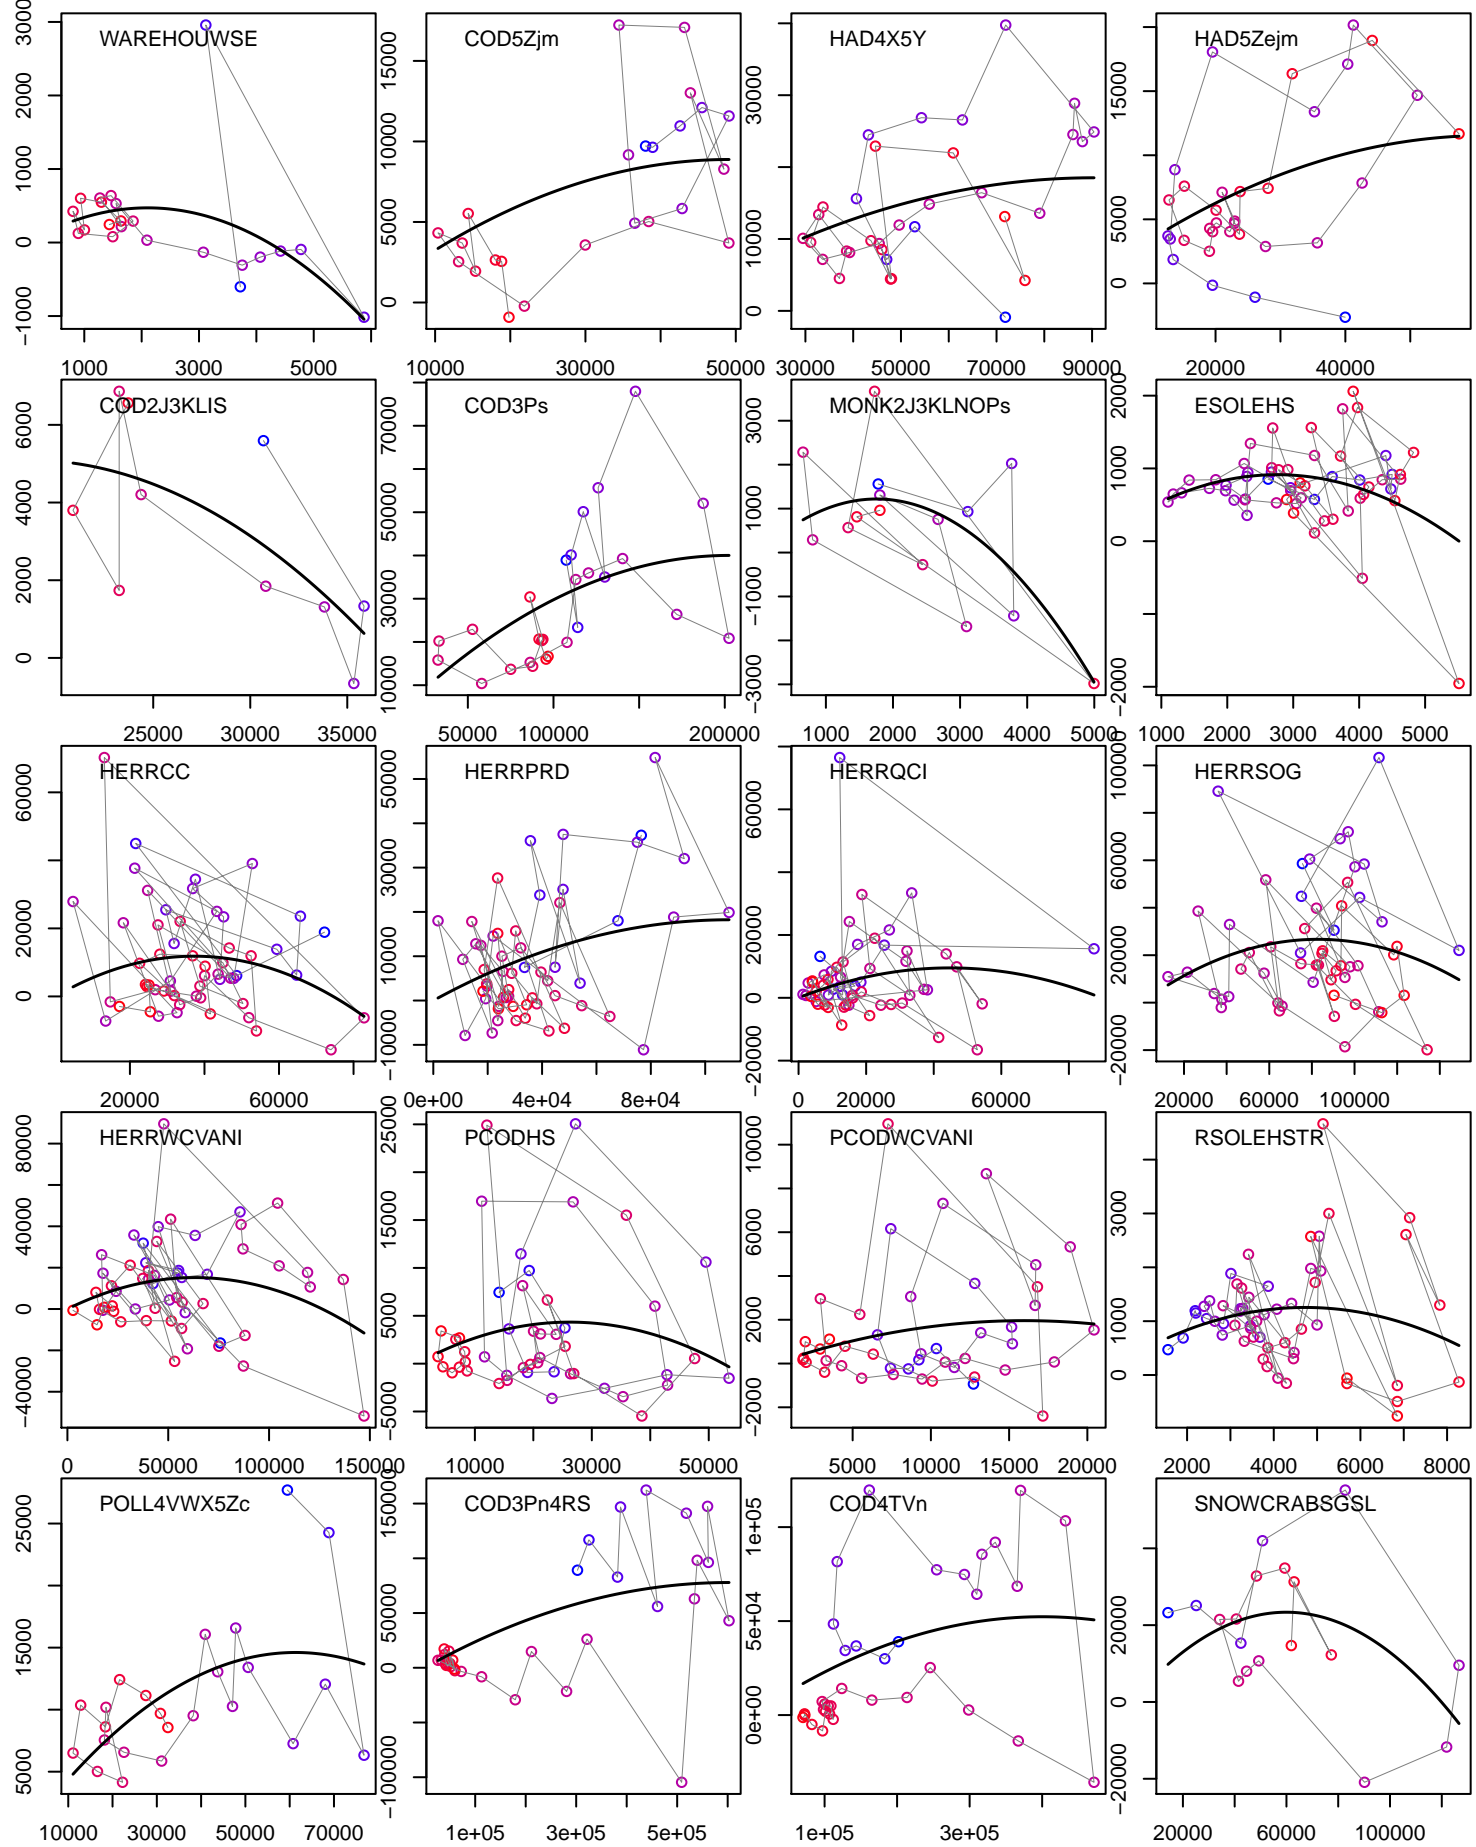 WAREHOUWSE COD5Zjm HAD4X5Y HAD5Zejm
3000 2000 1000 0 -1000
15000 10000 5000 0
30000 10000 0
15000 5000 0
1000 3000 5000 10000 30000 50000 30000 50000 70000 90000 20000 40000
COD2J3KLIS COD3Ps MONK2J3KLNOPs ESOLEHS
6000 4000 2000 0
70000 50000 30000 10000
3000 1000 -1000 -3000
2000 1000 0 -2000
25000 30000 35000 50000 100000 200000 1000 2000 3000 4000 5000 1000 2000 3000 4000 5000
HERRCC HERRPRD HERRQCI HERRSOG
60000 20000 0
50000 30000 10000 -10000
60000 20000 0 -20000
100000 60000 20000 -20000
20000 60000 0e+00 4e+04 8e+04 0 20000 60000 20000 60000 100000
HERRWCVANI PCODHS PCODWCVANI RSOLEHSTR
80000 40000 0 -40000
25000 15000 5000 -5000
10000 6000 2000 -2000
3000 1000 0
0 50000 100000 150000 10000 30000 50000 5000 10000 15000 20000 2000 4000 6000 8000
POLL4VWX5Zc COD3Pn4RS COD4TVn SNOWCRABSGSL
25000 15000 5000
150000 50000 0 -100000
1e+05 5e+04 0e+00
20000 0 -20000
10000 30000 50000 70000 1e+05 3e+05 5e+05 1e+05 3e+05 20000 60000 100000